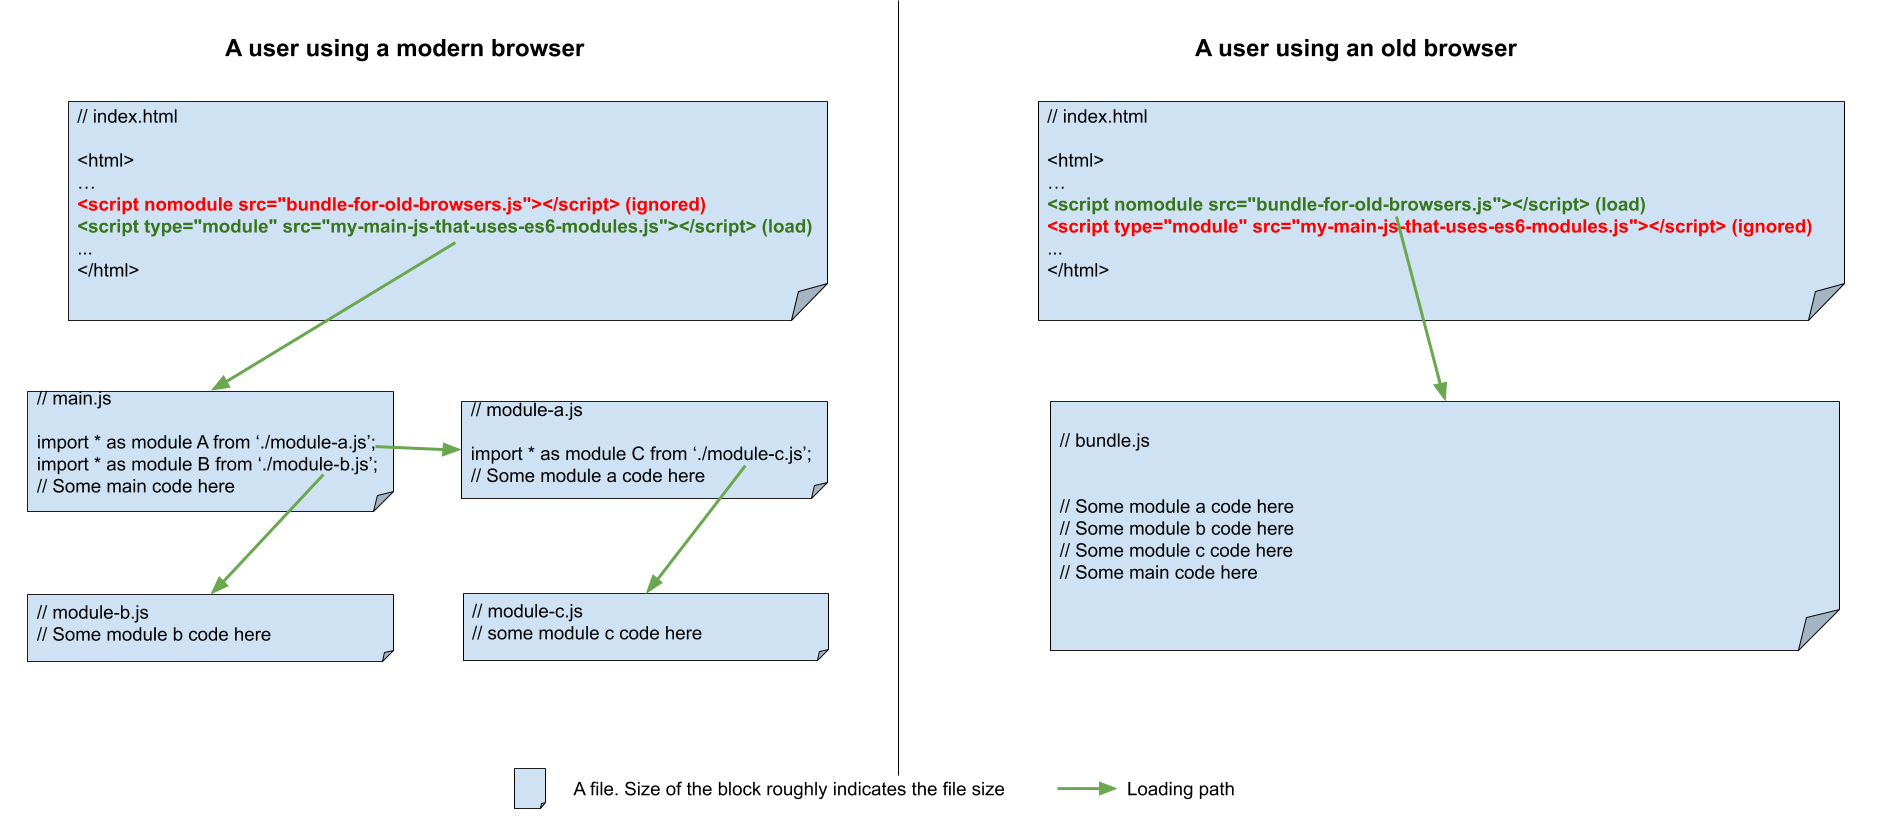 A user using a modern browser
// index.html
<html>
…
<script nomodule src="bundle-for-old-browsers.js"></script> (ignored)
<script type="module" src="my-main-js-that-uses-es6-modules.js"></script> (load)
...
</html>
// main.js
import * as module A from ‘./module-a.js’;
import * as module B from ‘./module-b.js’;
// Some main code here
// module-a.js
import * as module C from ‘./module-c.js’;
// Some module a code here
// module-b.js
// Some module b code here
// module-c.js
// some module c code here
A user using an old browser
// index.html
<html>
…
<script nomodule src="bundle-for-old-browsers.js"></script> (load)
<script type="module" src="my-main-js-that-uses-es6-modules.js"></script> (ignored)
...
</html>
// bundle.js
// Some module a code here
// Some module b code here
// Some module c code here
// Some main code here
A file. Size of the block roughly indicates the file size
Loading path